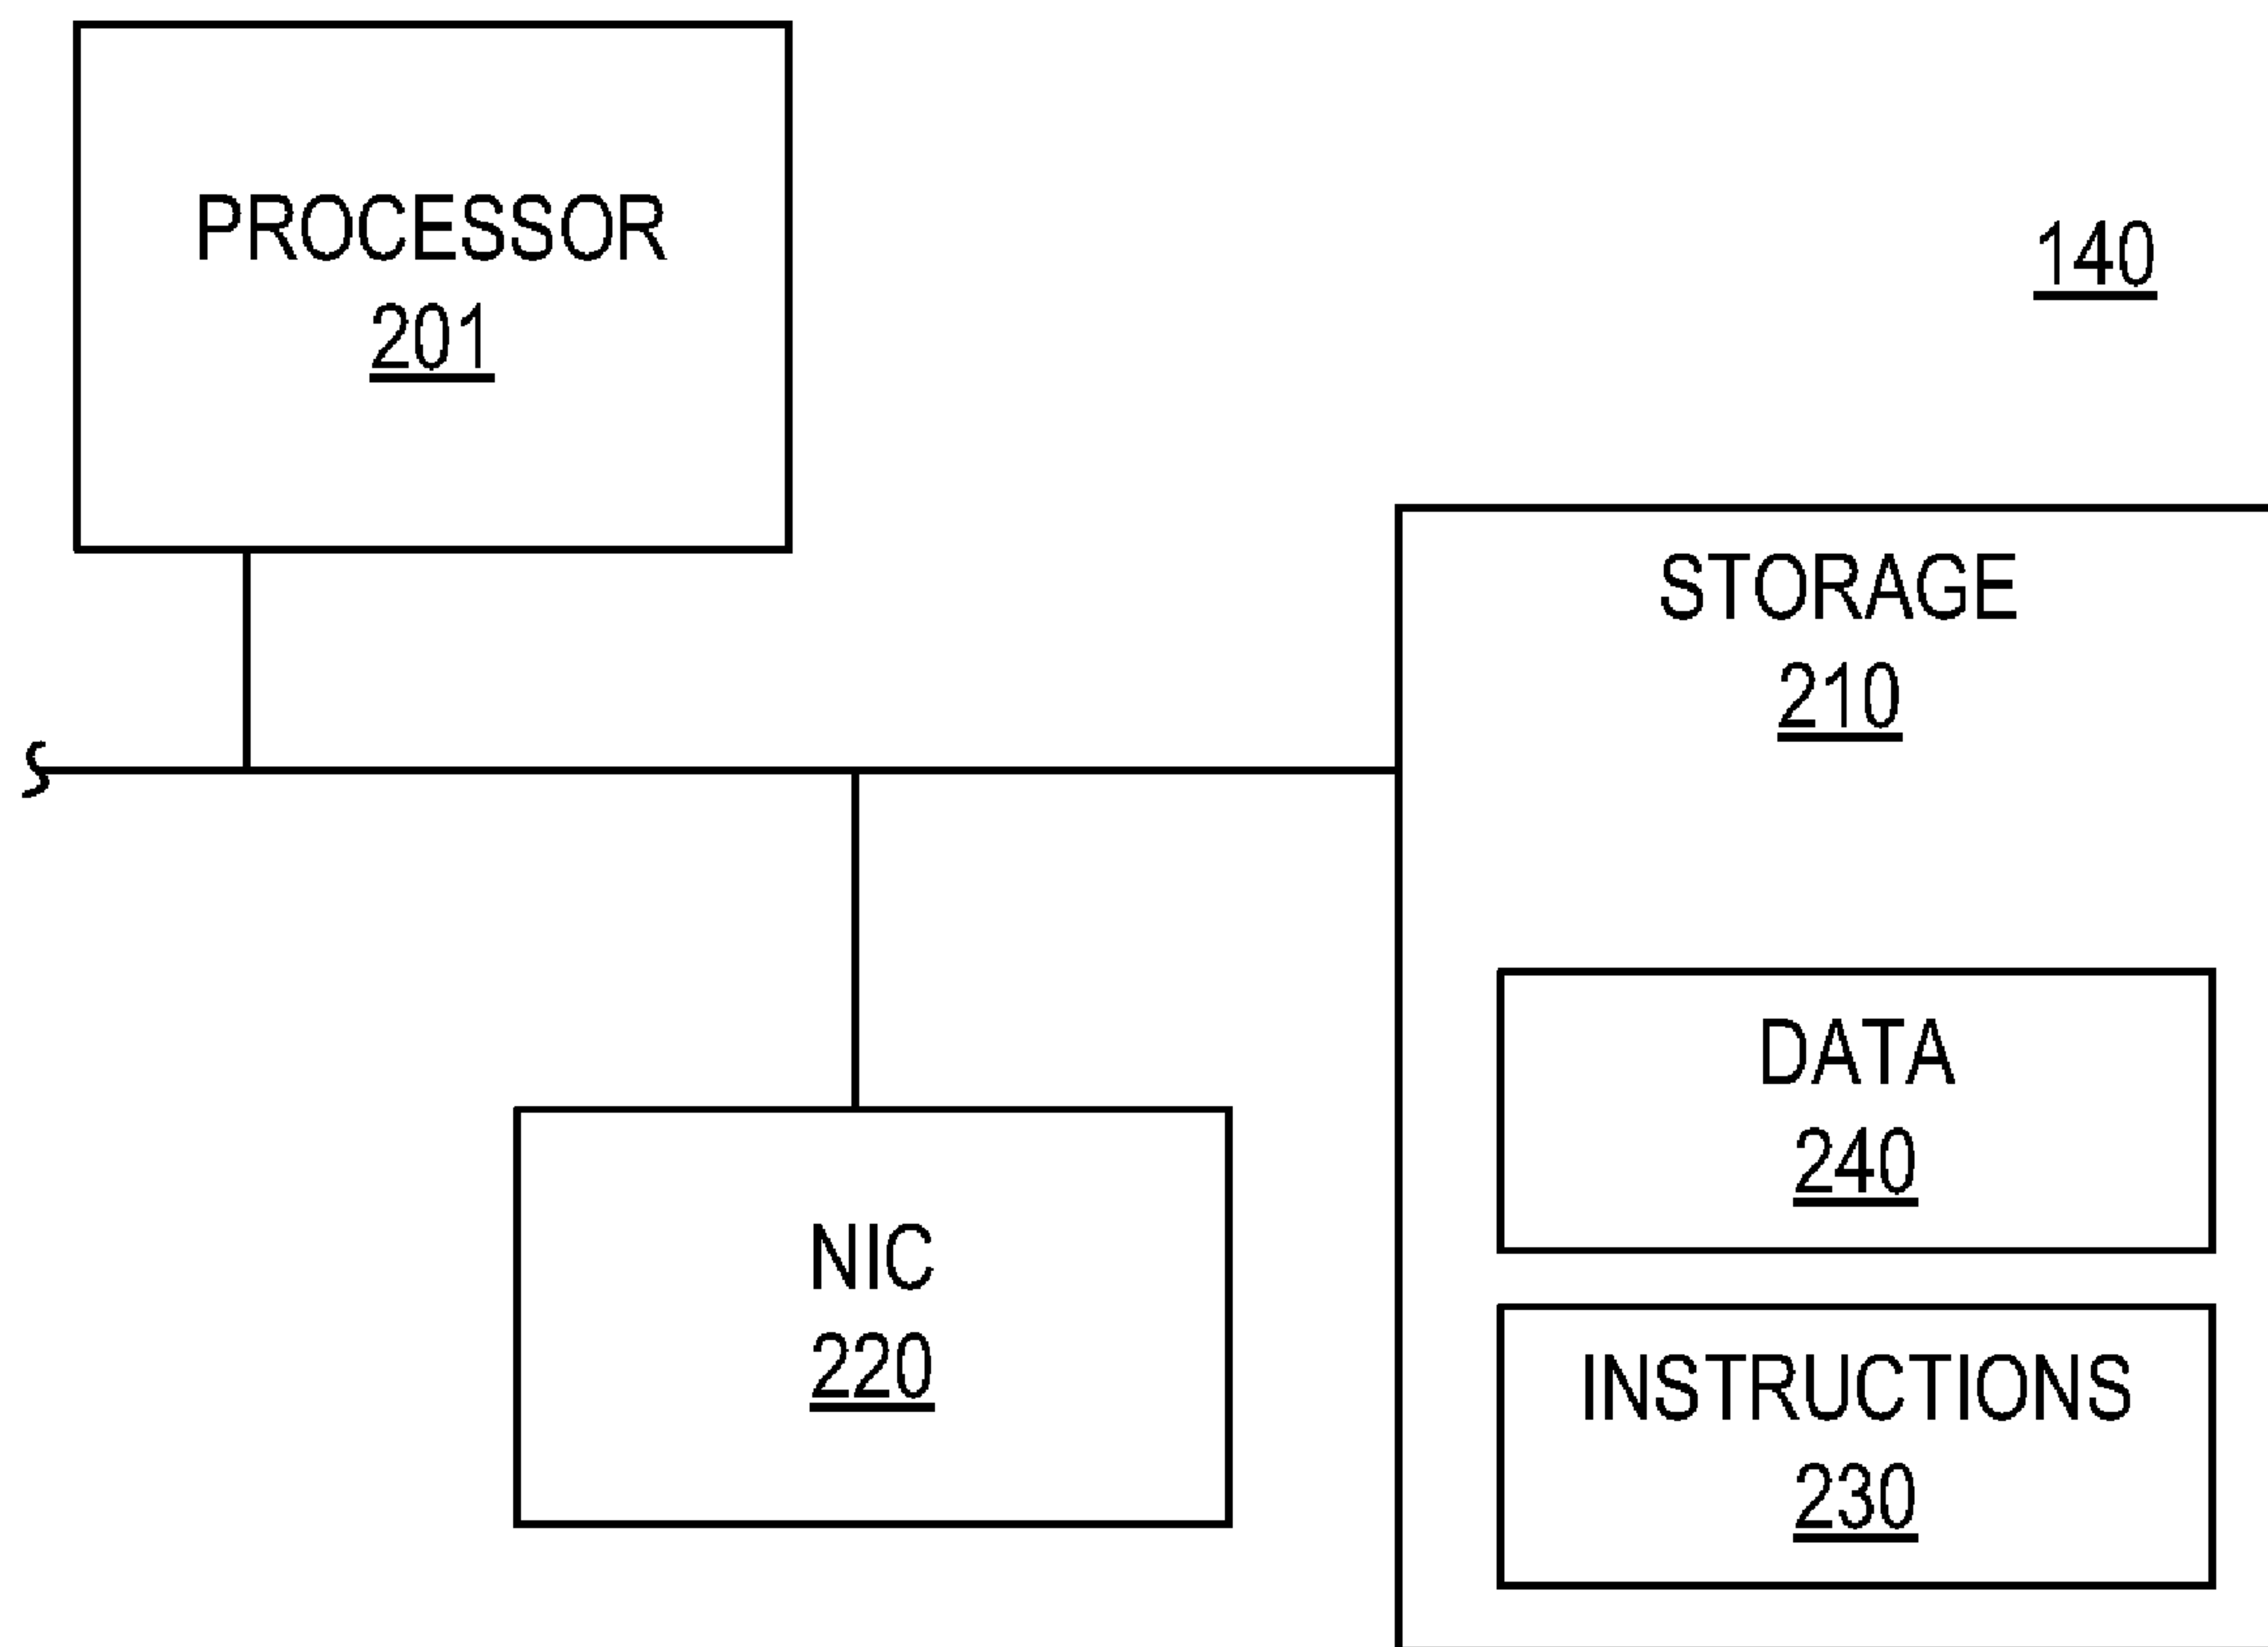 PROCESSOR
201
140
STORAGE
210
DATA
240
NIC
220
INSTRUCTIONS
230